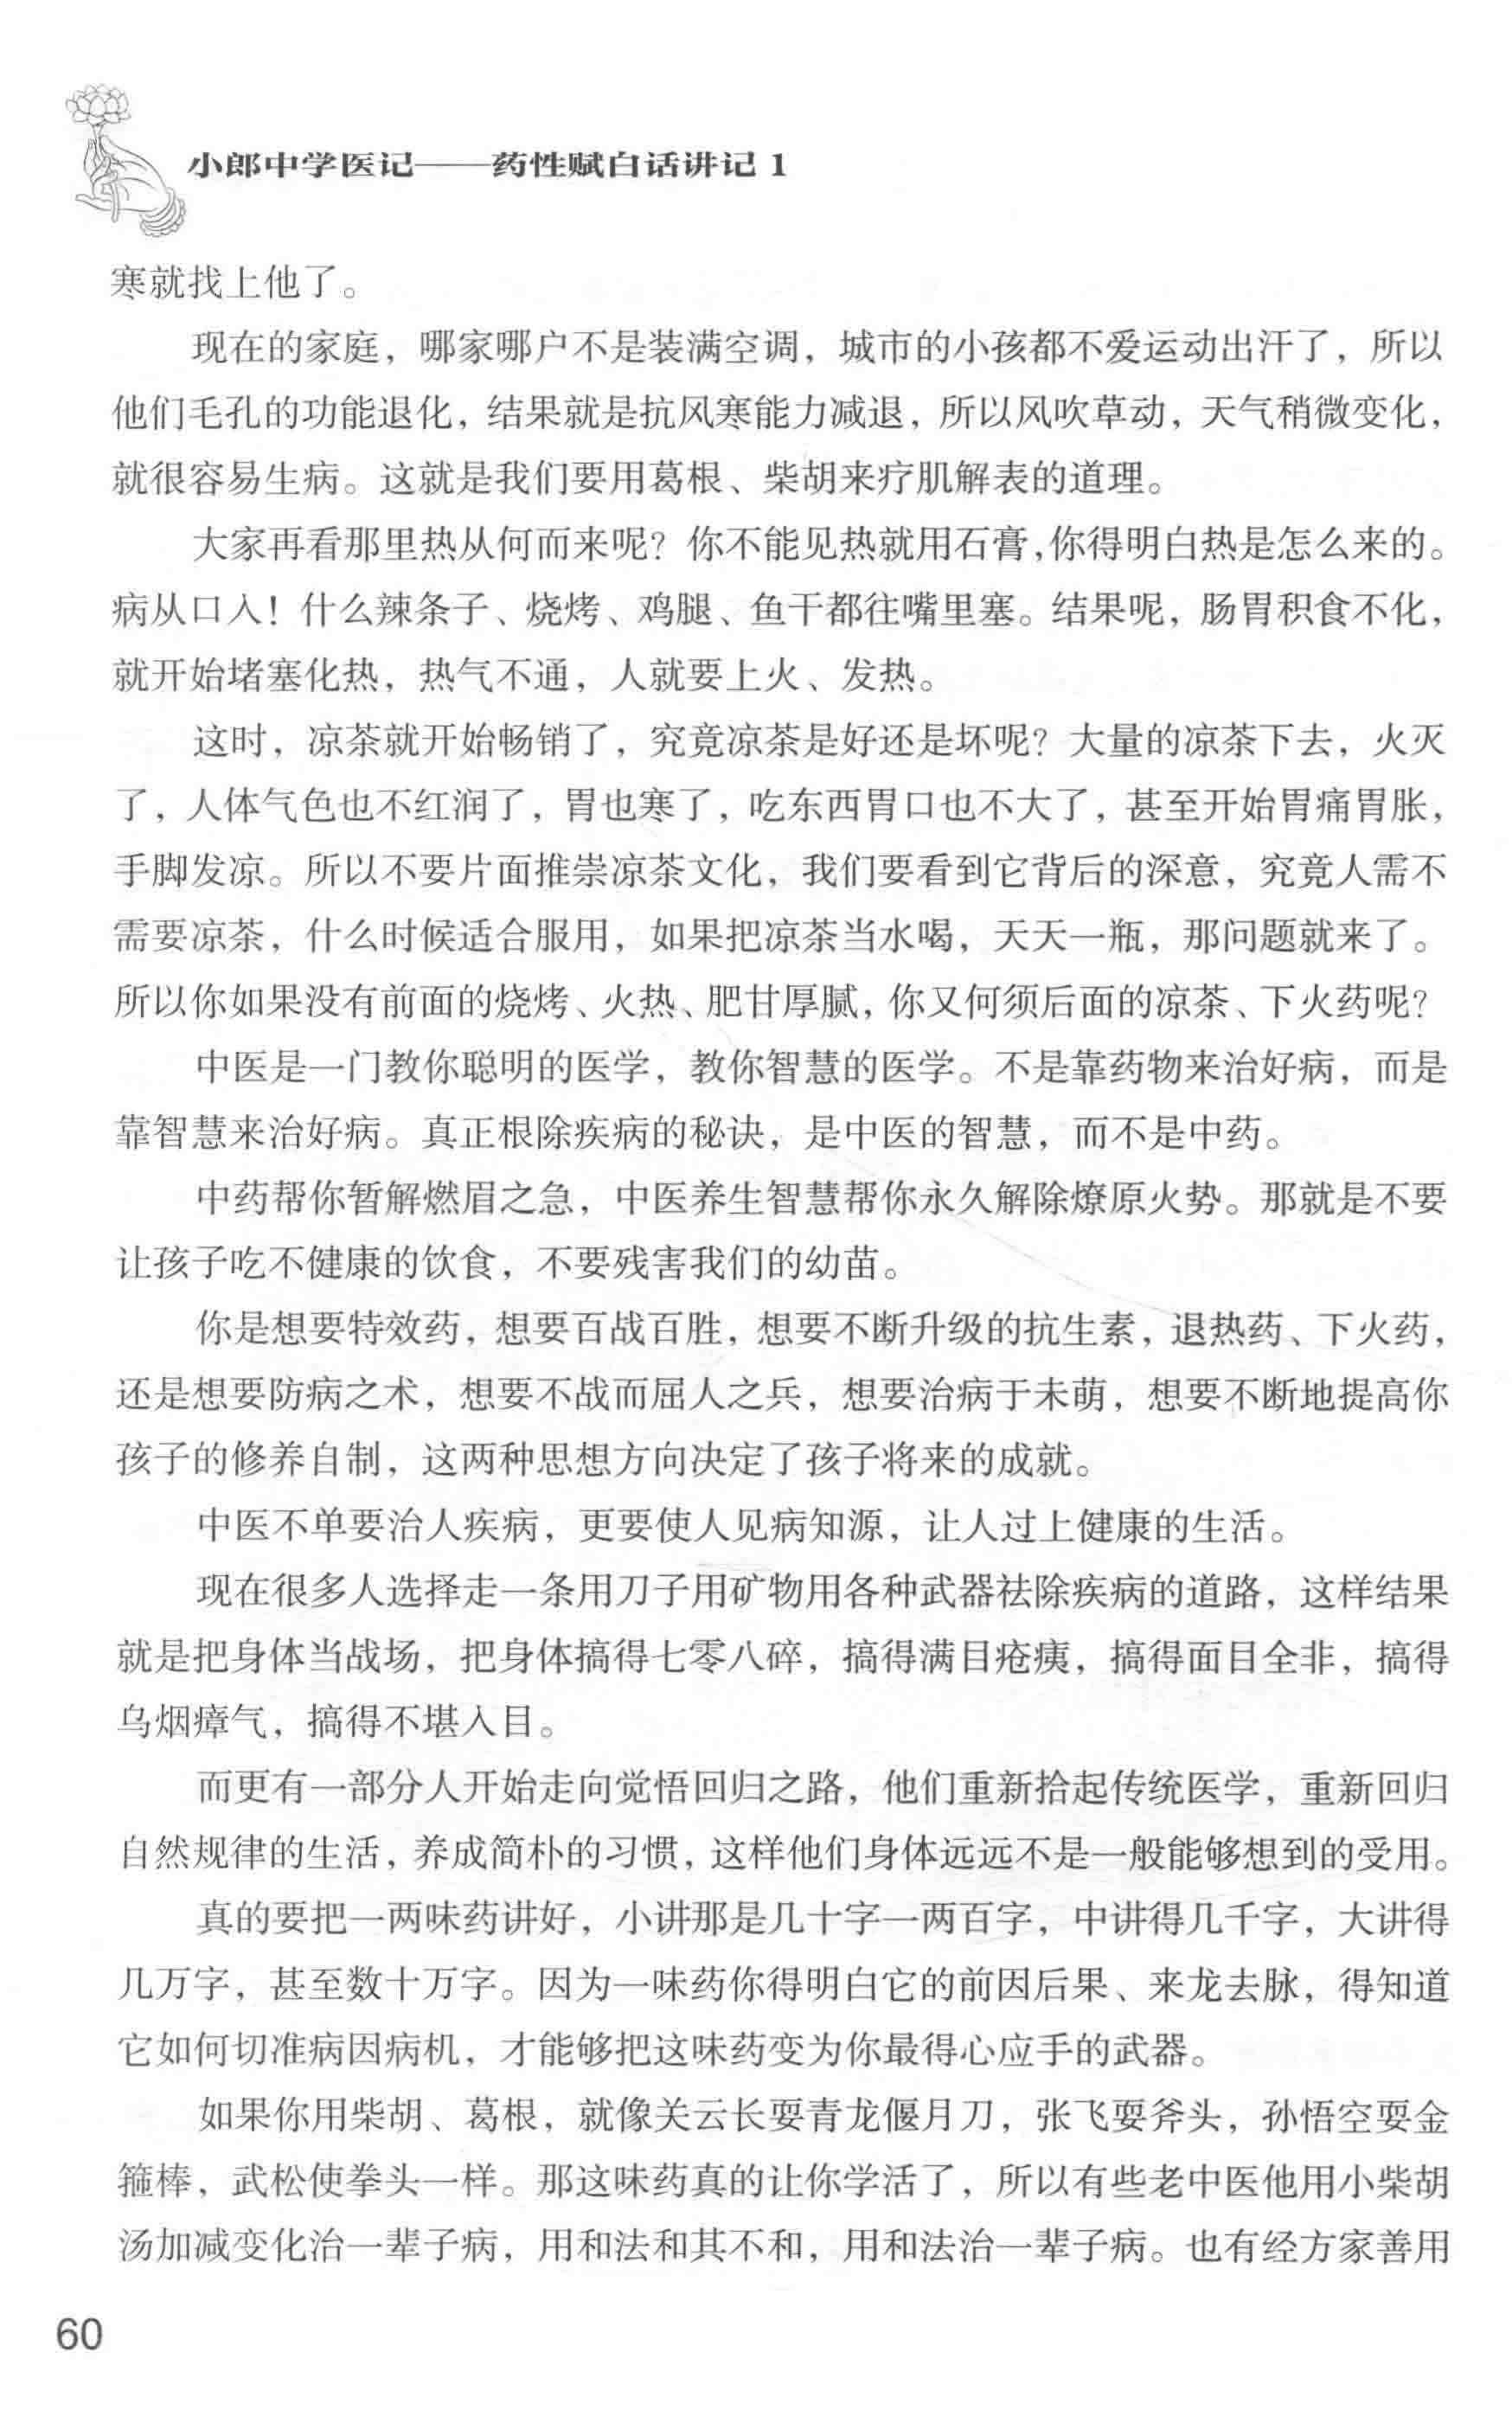 小郎中学医记——药性赋白话讲记 1
寒就找上他了。
现在的家庭，哪家哪户不是装满空调，城市的小孩都不爱运动出汗了，所以
他们毛孔的功能退化，结果就是抗风寒能力减退，所以风吹草动，天气稍微变化，
就很容易生病。这就是我们要用葛根、柴胡来疗肌解表的道理。
大家再看那里热从何而来呢？你不能见热就用石膏，你得明白热是怎么来的。
病从口入！什么辣条子、烧烤、鸡腿、鱼干都往嘴里塞。结果呢，肠胃积食不化，
就开始堵塞化热，热气不通，人就要上火、发热。
这时，凉茶就开始畅销了，究竟凉茶是好还是坏呢？大量的凉茶下去，火灭
了，人体气色也不红润了，胃也寒了，吃东西胃口也不大了，甚至开始胃痛胃胀，
手脚发凉。所以不要片面推崇凉茶文化，我们要看到它背后的深意，究竟人需不
需要凉茶，什么时候适合服用，如果把凉茶当水喝，天天一瓶，那问题就来了。
所以你如果没有前面的烧烤、火热、肥甘厚腻，你又何须后面的凉茶、下火药呢？
中医是一门教你聪明的医学，教你智慧的医学。不是靠药物来治好病，而是
靠智慧来治好病。真正根除疾病的秘诀，是中医的智慧，而不是中药。
中药帮你暂解燃眉之急，中医养生智慧帮你永久解除燎原火势。那就是不要
让孩子吃不健康的饮食，不要残害我们的幼苗。
你是想要特效药，想要百战百胜，想要不断升级的抗生素，退热药、下火药，
还是想要防病之术，想要不战而屈人之兵，想要治病于未萌，想要不断地提高你
孩子的修养自制，这两种思想方向决定了孩子将来的成就。
中医不单要治人疾病，更要使人见病知源，让人过上健康的生活。
现在很多人选择走一条用刀子用矿物用各种武器祛除疾病的道路，这样结果
就是把身体当战场，把身体搞得七零八碎，搞得满目疮痍，搞得面目全非，搞得
乌烟瘴气，搞得不堪入目。
而更有一部分人开始走向觉悟回归之路，他们重新拾起传统医学，重新回归
自然规律的生活，养成简朴的习惯，这样他们身体远远不是一般能够想到的受用。
真的要把一两味药讲好，小讲那是几十字一两百字，中讲得几千字，大讲得
几万字，甚至数十万字。因为一味药你得明白它的前因后果、来龙去脉，得知道
它如何切准病因病机，才能够把这味药变为你最得心应手的武器。
如果你用柴胡、葛根，就像关云长耍青龙偃月刀，张飞耍斧头，孙悟空耍金
箍棒，武松使拳头一样。那这味药真的让你学活了，所以有些老中医他用小柴胡
汤加减变化治一辈子病，用和法和其不和，用和法治一辈子病。也有经方家善用
60